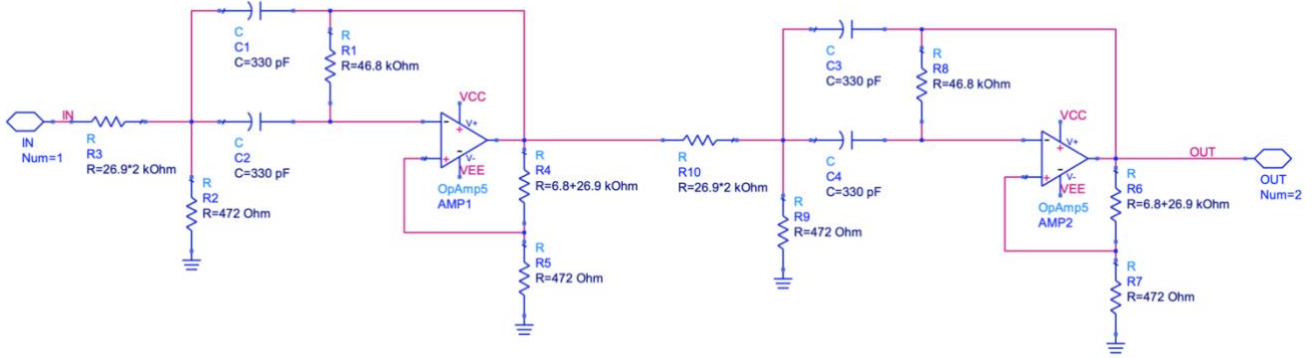 C
C1
C=330 pF
R
R1
R=46.8 kOhm
IN
IN
Num=1
R
R3
R=26.9*2 kOhm
C
C2
C=330 pF
R
R2
R=472 Ohm
VCC
V+
V-
VEE
OpAmp5
AMP1
R
R4
R=6.8+26.9 kOhm
R
R5
R=472 Ohm
R
R10
R=26.9*2 kOhm
C
C3
C=330 pF
R
R8
R=46.8 kOhm
C
C4
C=330 pF
R
R9
R=472 Ohm
VCC
V+
V-
VEE
OpAmp5
AMP2
R
R6
R=6.8+26.9 kOhm
R
R7
R=472 Ohm
OUT
OUT
Num=2